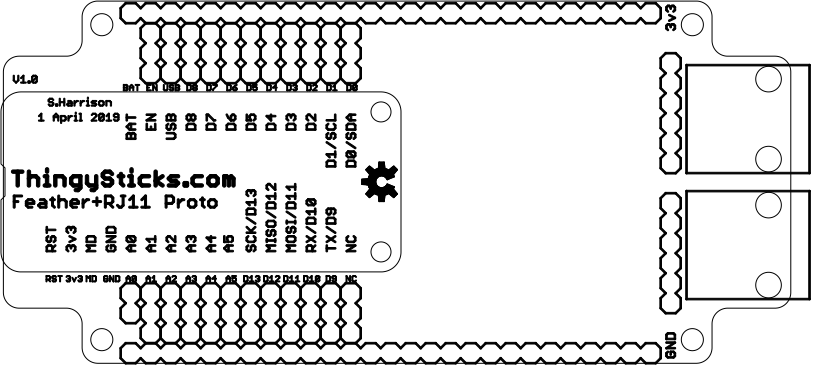 3v3
V1.0
BAT EN USB D8 D7 D6 D5 D4 D3 D2 D1 D0
S.Harrison
1 April 2019
BAT EN USB D8 D7 D6 D5 D4 D3 D2 D1/SCL D0/SDA
ThingySticks.com
Feather+RJ11 Proto
RST 3v3 MD GND A0 A1 A2 A3 A4 A5 SCK/D13 MISO/D12 MOSI/D11 RX/D10 TX/D9 NC
RST 3v3 MD GND A0 A1 A2 A3 A4 A5 D13 D12 D11 D10 D9 NC
GND